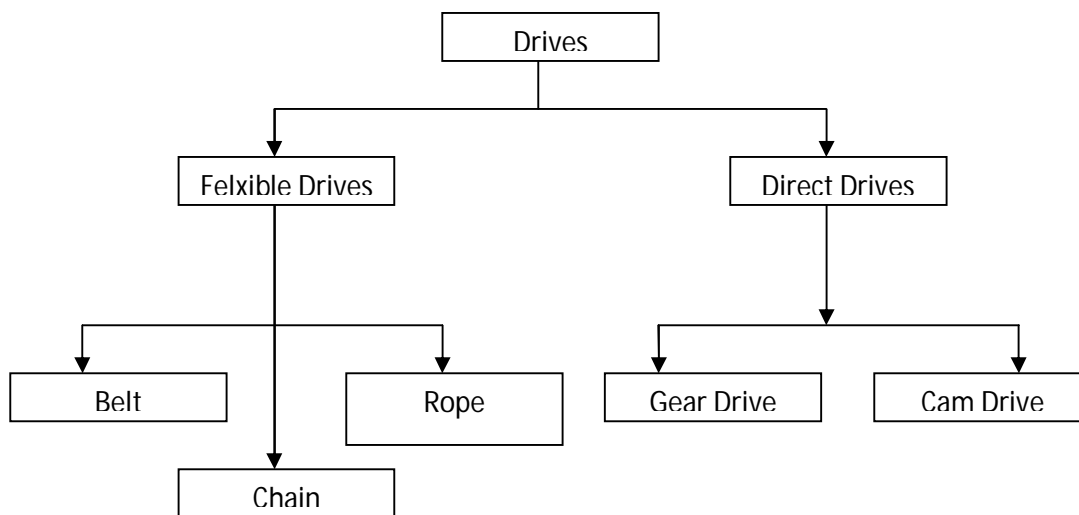 Drives
Felxible Drives
Direct Drives
Belt
Rope
Gear Drive
Cam Drive
Chain